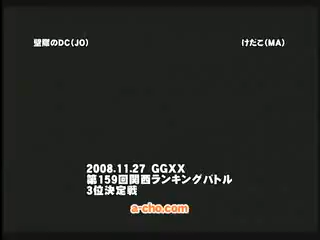 壁際のDC(JO)
けだこ(MA)
2008.11.27 GGXX
第159回関西ランキングバトル
3位決定戦
a-cho.com